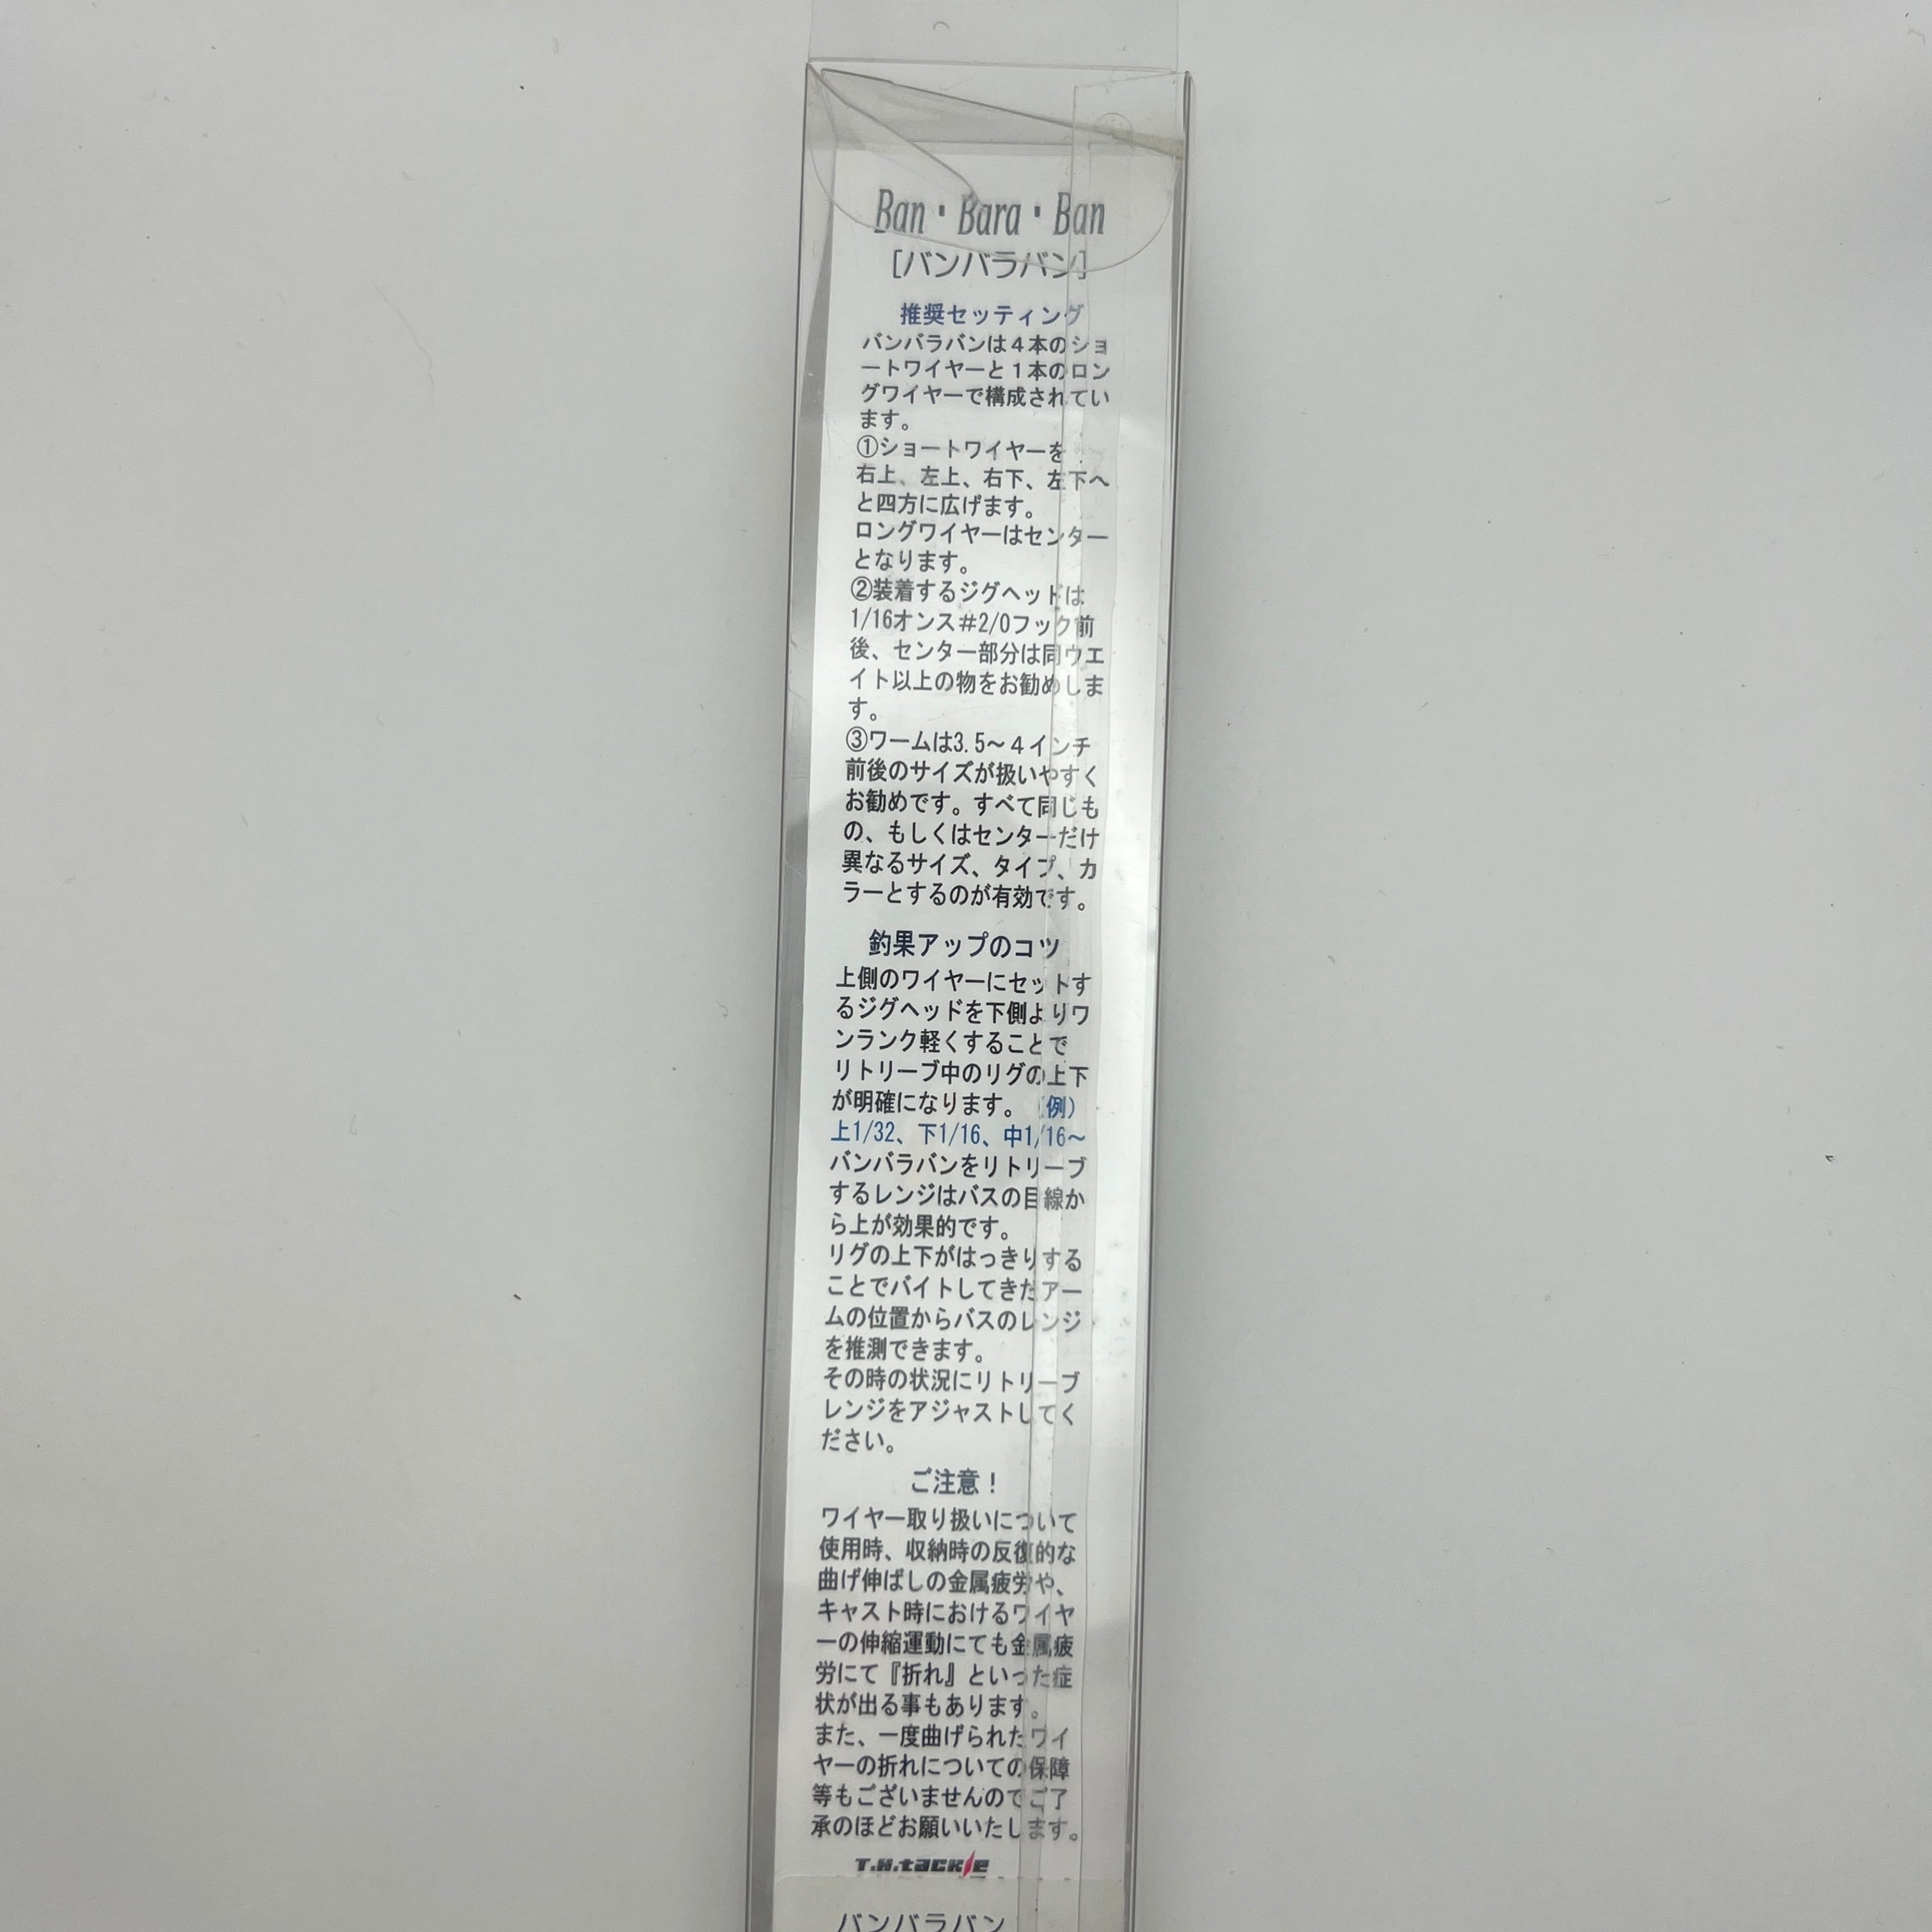 Ban・Bara・Ban
[バンバラバン]
推奨セッティング
バンバラバンは４本のショ
ートワイヤーと１本のロン
グワイヤーで構成されてい
ます。
①ショートワイヤーを
右上、左上、右下、左下へ
と四方に広げます。
ロングワイヤーはセンター
となります。
②装着するジグヘッドは
1/16オンス＃2/0フック前
後、センター部分は同ウエ
イト以上の物をお勧めしま
す。
③ワームは3.5～４インチ
前後のサイズが扱いやすく
お勧めです。すべて同じも
の、もしくはセンターだけ
異なるサイズ、タイプ、カ
ラーとするのが有効です。
釣果アップのコツ
上側のワイヤーにセットす
るジグヘッドを下側よりワ
ンランク軽くすることで
リトリーブ中のリグの上下
が明確になります。（例）
上1/32、下1/16、中1/16～
バンバラバンをリトリーブ
するレンジはバスの目線か
ら上が効果的です。
リグの上下がはっきりする
ことでバイトしてきたアー
ムの位置からバスのレンジ
を推測できます。
その時の状況にリトリーブ
レンジをアジャストしてく
ださい。
ご注意！
ワイヤー取り扱いについて
使用時、収納時の反復的な
曲げ伸ばしの金属疲労や、
キャスト時におけるワイヤ
ーの伸縮運動にても金属疲
労にて『折れ』といった症
状が出る事もあります。
また、一度曲げられたワイ
ヤーの折れについての保障
等もございませんのでご了
承のほどお願いいたします。
T.H.tackle
バンバラバン